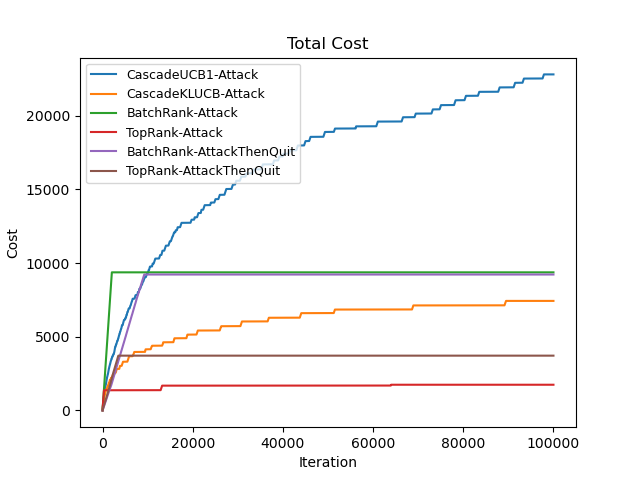 Total Cost
CascadeUCB1-Attack
CascadeKLUCB-Attack
BatchRank-Attack
TopRank-Attack
BatchRank-AttackThenQuit
TopRank-AttackThenQuit
20000
15000
10000
5000
0
Cost
0 20000 40000 60000 80000 100000
Iteration